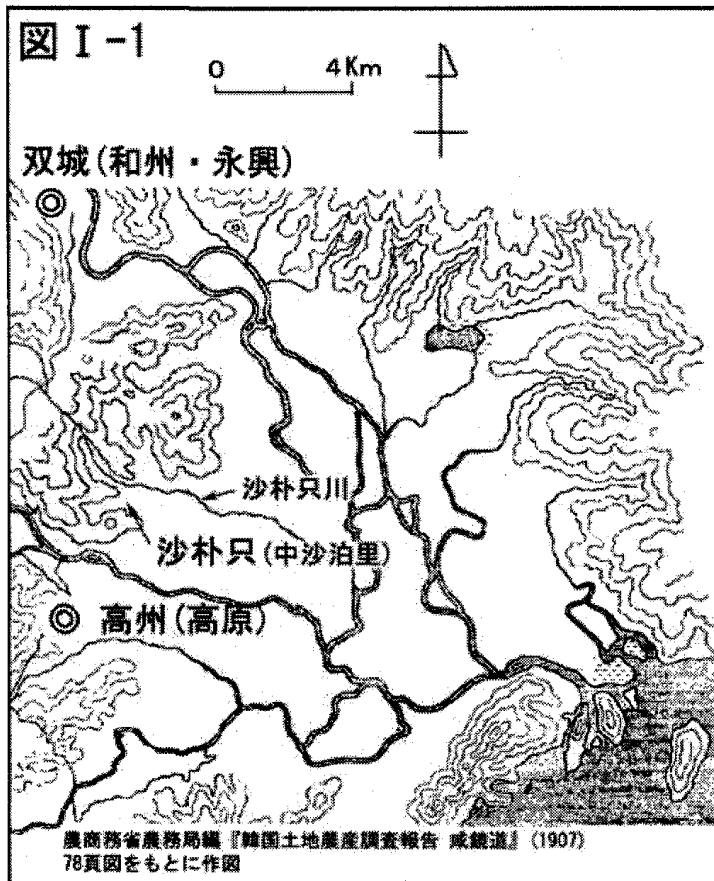 図 I-1
0 4Km
双城(和州・永興)
沙朴只川
沙朴只(中沙泊里)
高州(高原)
農商務省農務局編『韓国土地農産調査報告 咸鏡道』(1907)
78頁図をもとに作図